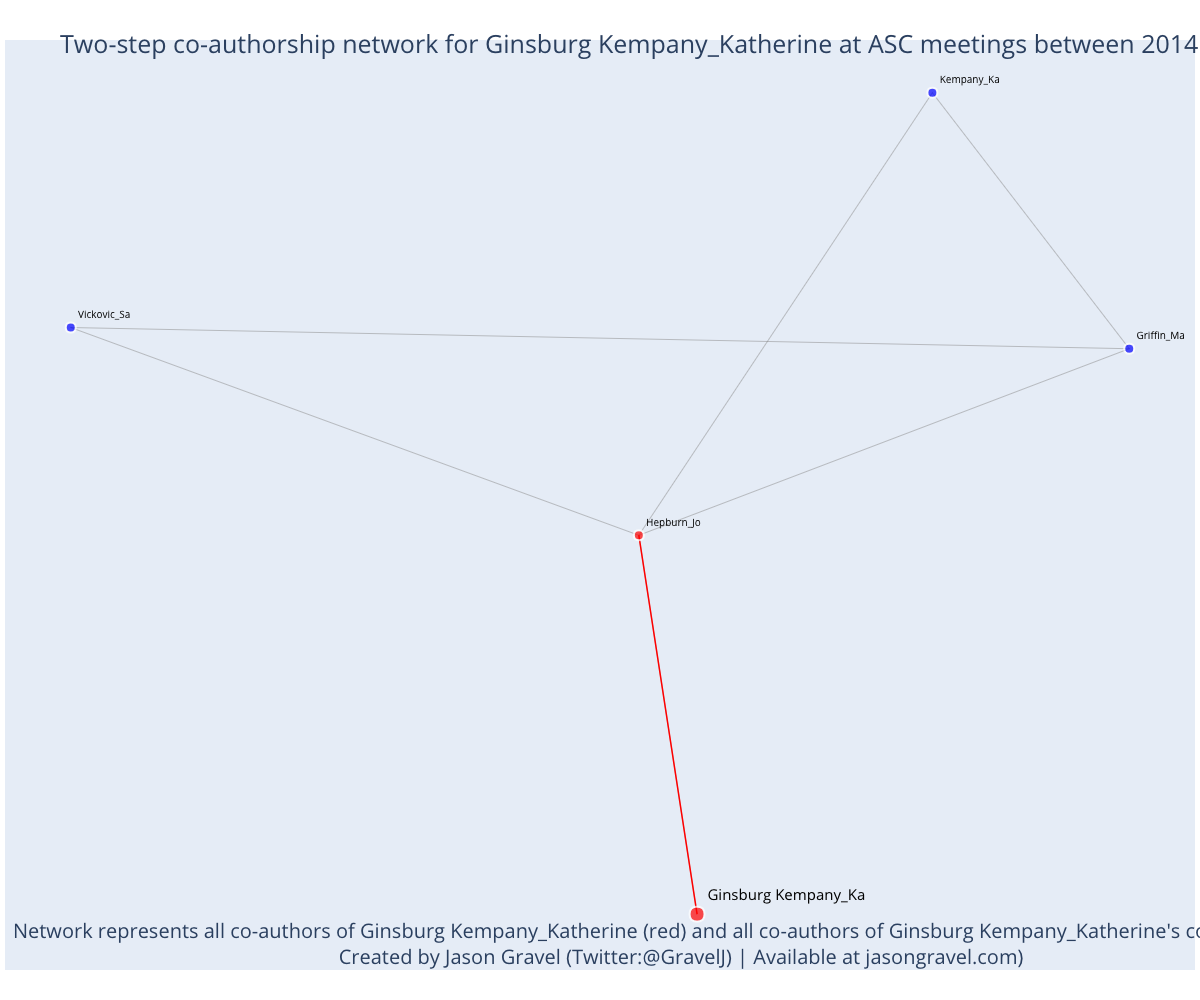 Two-step co-authorship network for Ginsburg Kempany_Katherine at ASC meetings between 2014
Kempany_Ka
Vickovic_Sa
Griffin_Ma
Hepburn_Jo
Ginsburg Kempany_Ka
Network represents all co-authors of Ginsburg Kempany_Katherine (red) and all co-authors of Ginsburg Kempany_Katherine's co
Created by Jason Gravel (Twitter:@GravelJ) | Available at jasongravel.com)